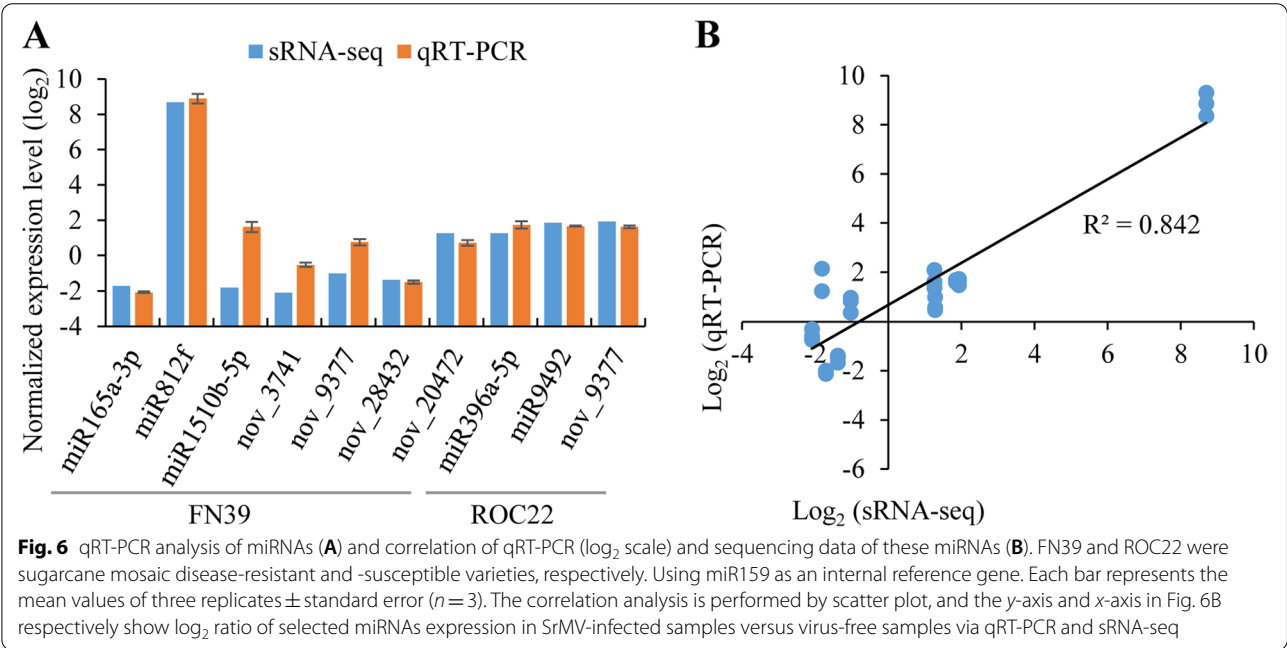 A
B
sRNA-seq qRT-PCR
Normalized expression level (log₂)
10
8
6
4
2
0
-2
-4
miR165a-3p
miR812f
miR1510b-5p
nov_3741
nov_9377
nov_28432
nov_20472
miR396a-5p
miR9492
nov_9377
FN39
ROC22
Log₂ (qRT-PCR)
10
8
6
4
2
-2
-4
-6
-4
-2
2
4
6
8
10
R² = 0.842
Log₂ (sRNA-seq)
Fig. 6 qRT-PCR analysis of miRNAs (A) and correlation of qRT-PCR (log₂ scale) and sequencing data of these miRNAs (B). FN39 and ROC22 were
sugarcane mosaic disease-resistant and -susceptible varieties, respectively. Using miR159 as an internal reference gene. Each bar represents the
mean values of three replicates ± standard error (n = 3). The correlation analysis is performed by scatter plot, and the y-axis and x-axis in Fig. 6B
respectively show log₂ ratio of selected miRNAs expression in SrMV-infected samples versus virus-free samples via qRT-PCR and sRNA-seq